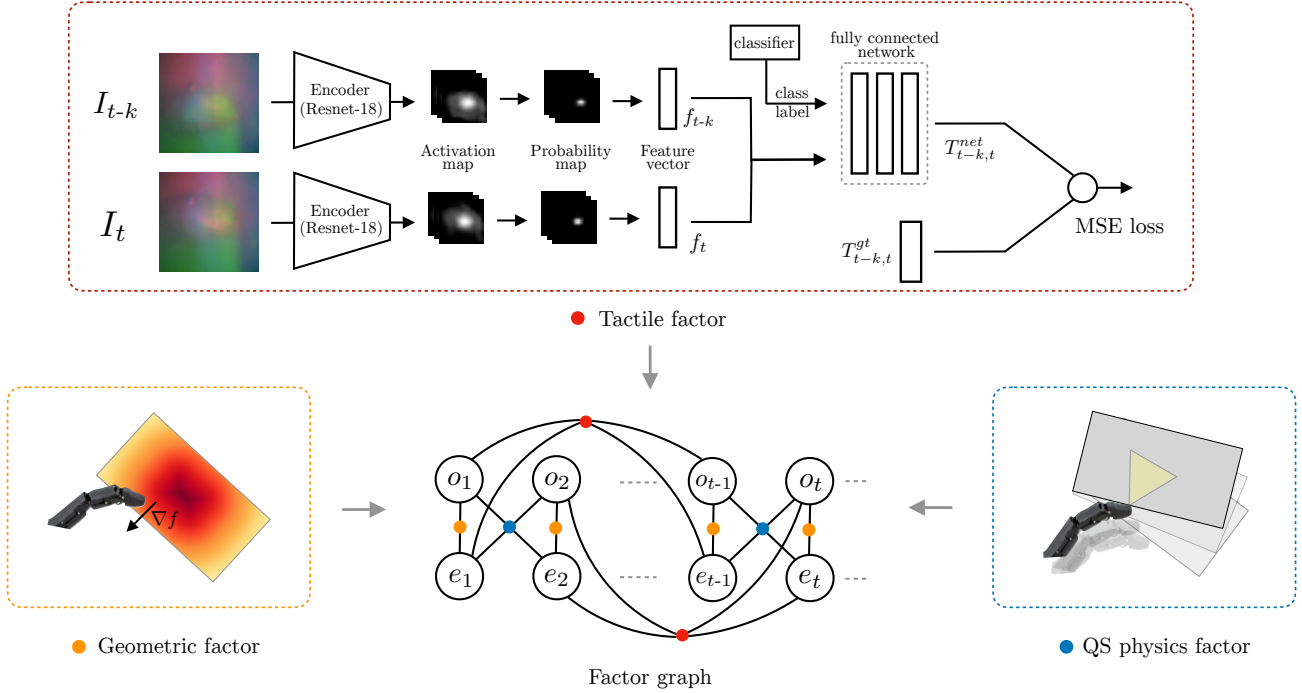 classifier
fully connected
network
I_{t-k}
Encoder
(Resnet-18)
class
label
f_{t-k}
T^{net}_{t-k,t}
Activation
map
Probability
map
Feature
vector
I_t
Encoder
(Resnet-18)
f_t
T^{gt}_{t-k,t}
MSE loss
Tactile factor
∇f
o_1
o_2
o_{t-1}
o_t
e_1
e_2
e_{t-1}
e_t
Geometric factor
QS physics factor
Factor graph